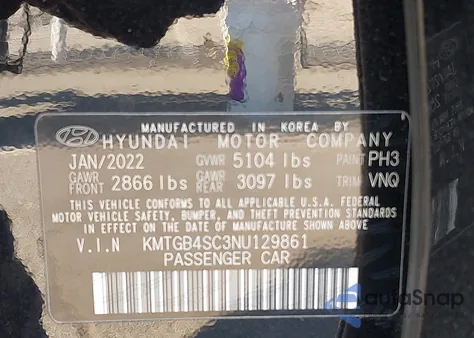 MANUFACTURED IN KOREA BY
HYUNDAI MOTOR COMPANY
JAN/2022 GVWR 5104 lbs PAINT PH3
GAWR FRONT 2866 lbs GAWR REAR 3097 lbs TRIM VNQ
THIS VEHICLE CONFORMS TO ALL APPLICABLE U.S.A. FEDERAL
MOTOR VEHICLE SAFETY, BUMPER, AND THEFT PREVENTION STANDARDS
IN EFFECT ON THE DATE OF MANUFACTURE SHOWN ABOVE.
V.I.N KMTGB4SC3NU129861
PASSENGER CAR
AutoSnap